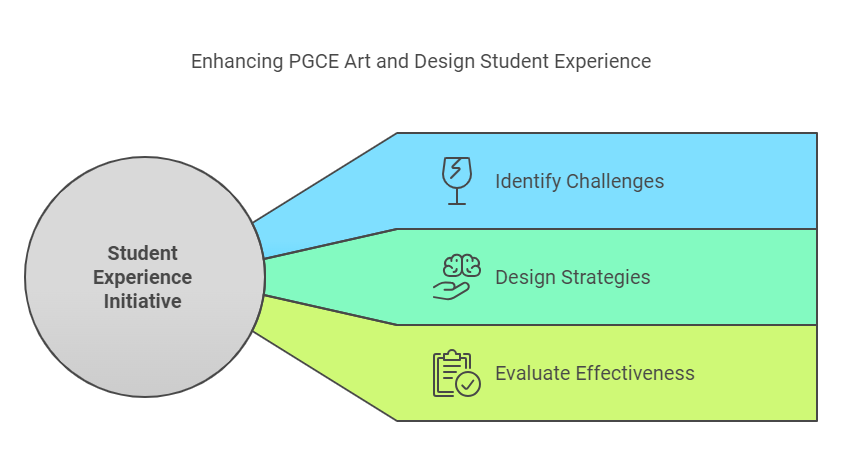 Enhancing PGCE Art and Design Student Experience
Student
Experience
Initiative
Identify Challenges
Design Strategies
Evaluate Effectiveness